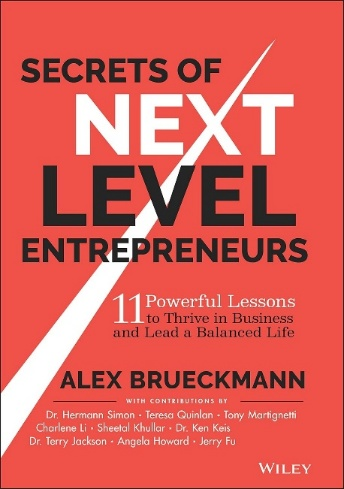 SECRETS OF
NEXT
LEVEL
ENTREPRENEURS
11 Powerful Lessons
to Thrive in Business
and Lead a Balanced Life
ALEX BRUECKMANN
WITH CONTRIBUTIONS BY
Dr. Hermann Simon · Teresa Quinlan · Tony Martignetti
Charlene Li · Sheetal Khullar · Dr. Ken Keis
Dr. Terry Jackson · Angela Howard · Jerry Fu
WILEY